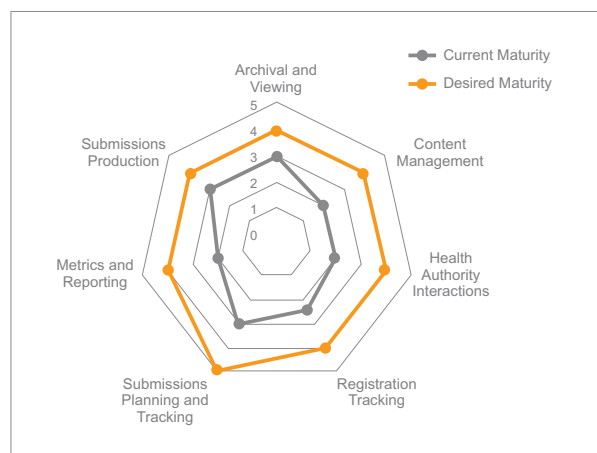 Current Maturity
Desired Maturity
Archival and
Viewing
5
4
3
2
1
0
Submissions
Production
Content
Management
Metrics and
Reporting
Health
Authority
Interactions
Submissions
Planning and
Tracking
Registration
Tracking